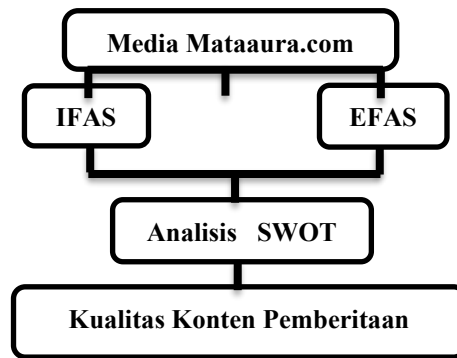 Media Mataaura.com
IFAS
EFAS
Analisis SWOT
Kualitas Konten Pemberitaan